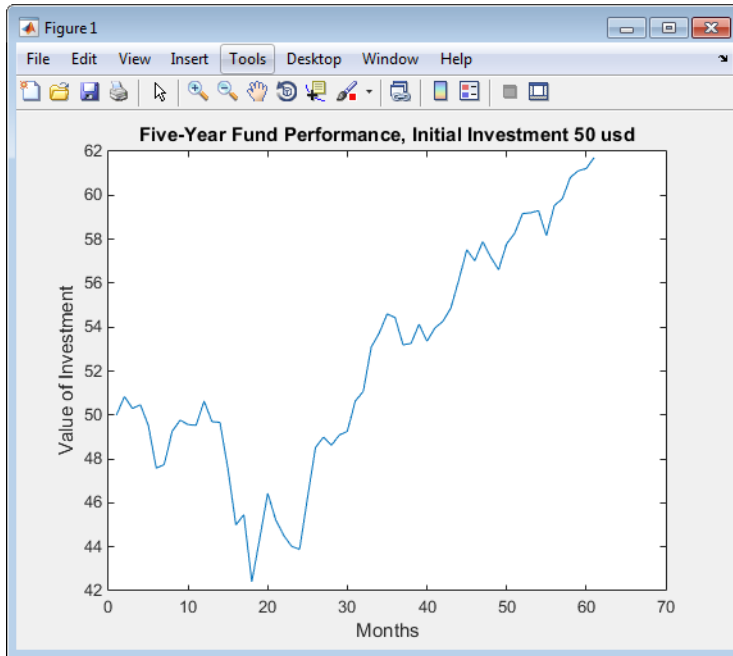 Figure 1
File Edit View Insert Tools Desktop Window Help
Five-Year Fund Performance, Initial Investment 50 usd
62
60
58
56
54
52
50
48
46
44
42
Value of Investment
0 10 20 30 40 50 60 70
Months